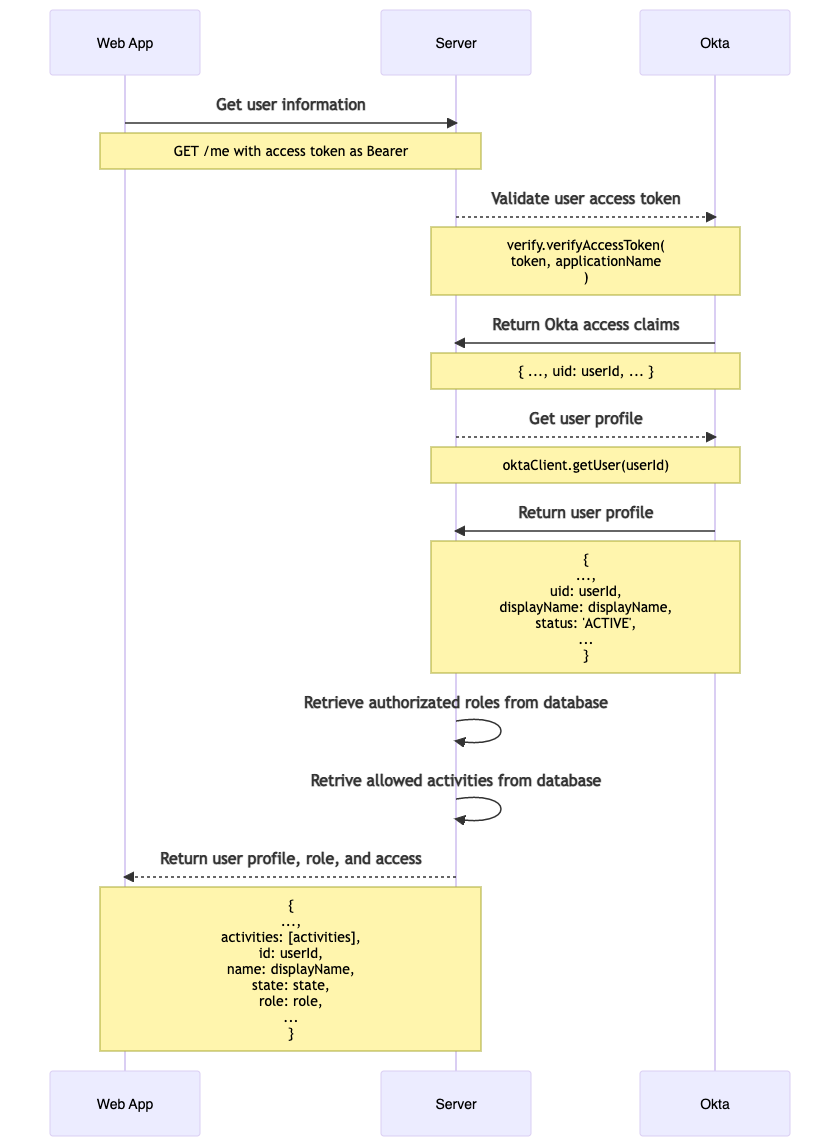 Web App
Server
Okta
Get user information
GET /me with access token as Bearer
Validate user access token
verify.verifyAccessToken(
token, applicationName
)
Return Okta access claims
{ ..., uid: userId, ... }
Get user profile
oktaClient.getUser(userId)
Return user profile
{
...,
uid: userId,
displayName: displayName,
status: 'ACTIVE',
...
}
Retrieve authorizated roles from database
Retrive allowed activities from database
Return user profile, role, and access
{
...,
activities: [activities],
id: userId,
name: displayName,
state: state,
role: role,
...
}
Web App
Server
Okta